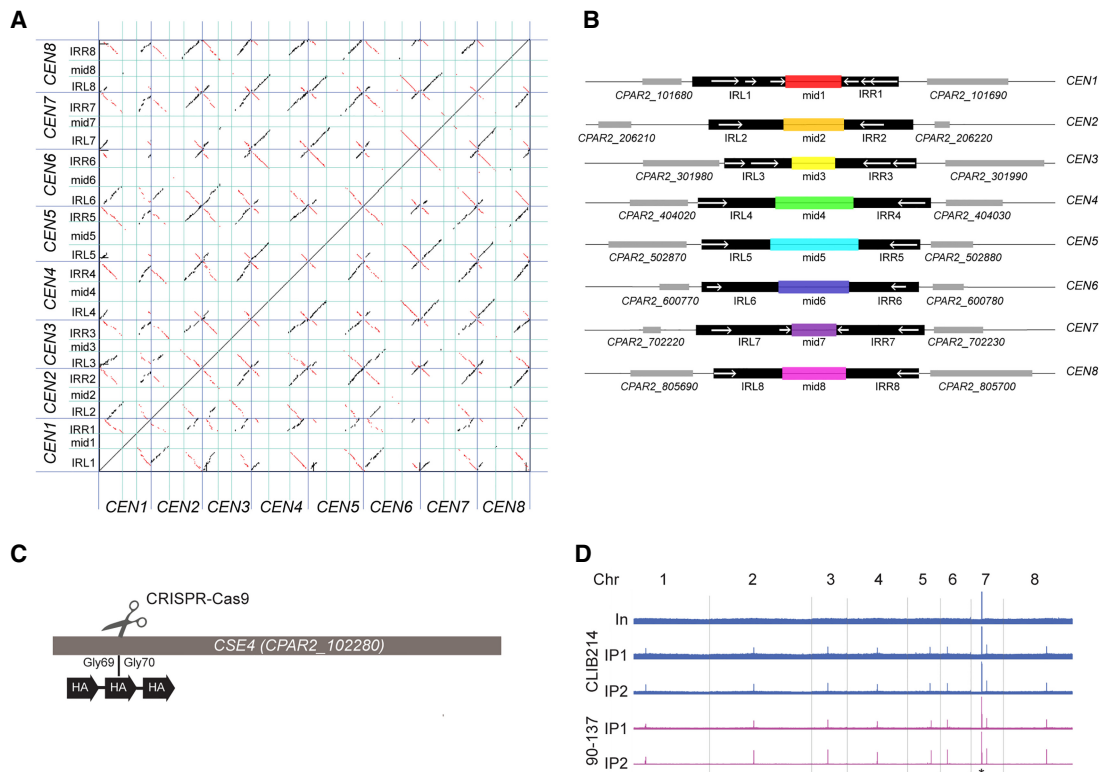 A
CEN8
IRR8
mid8
IRL8
CEN7
IRR7
mid7
IRL7
CEN6
IRR6
mid6
IRL6
CEN5
IRR5
mid5
IRL5
CEN4
IRR4
mid4
IRL4
CEN3
IRR3
mid3
IRL3
CEN2
IRR2
mid2
IRL2
CEN1
IRR1
mid1
IRL1
CEN1 CEN2 CEN3 CEN4 CEN5 CEN6 CEN7 CEN8
B
CEN1
CPAR2_101680 IRL1 mid1 IRR1 CPAR2_101690
CEN2
CPAR2_206210 IRL2 mid2 IRR2 CPAR2_206220
CEN3
CPAR2_301980 IRL3 mid3 IRR3 CPAR2_301990
CEN4
CPAR2_404020 IRL4 mid4 IRR4 CPAR2_404030
CEN5
CPAR2_502870 IRL5 mid5 IRR5 CPAR2_502880
CEN6
CPAR2_600770 IRL6 mid6 IRR6 CPAR2_600780
CEN7
CPAR2_702220 IRL7 mid7 IRR7 CPAR2_702230
CEN8
CPAR2_805690 IRL8 mid8 IRR8 CPAR2_805700
C
CRISPR-Cas9
CSE4 (CPAR2_102280)
Gly69 Gly70
HA HA HA
D
Chr 1 2 3 4 5 6 7 8
In
CLIB214
IP1
IP2
90-137
IP1
IP2
*